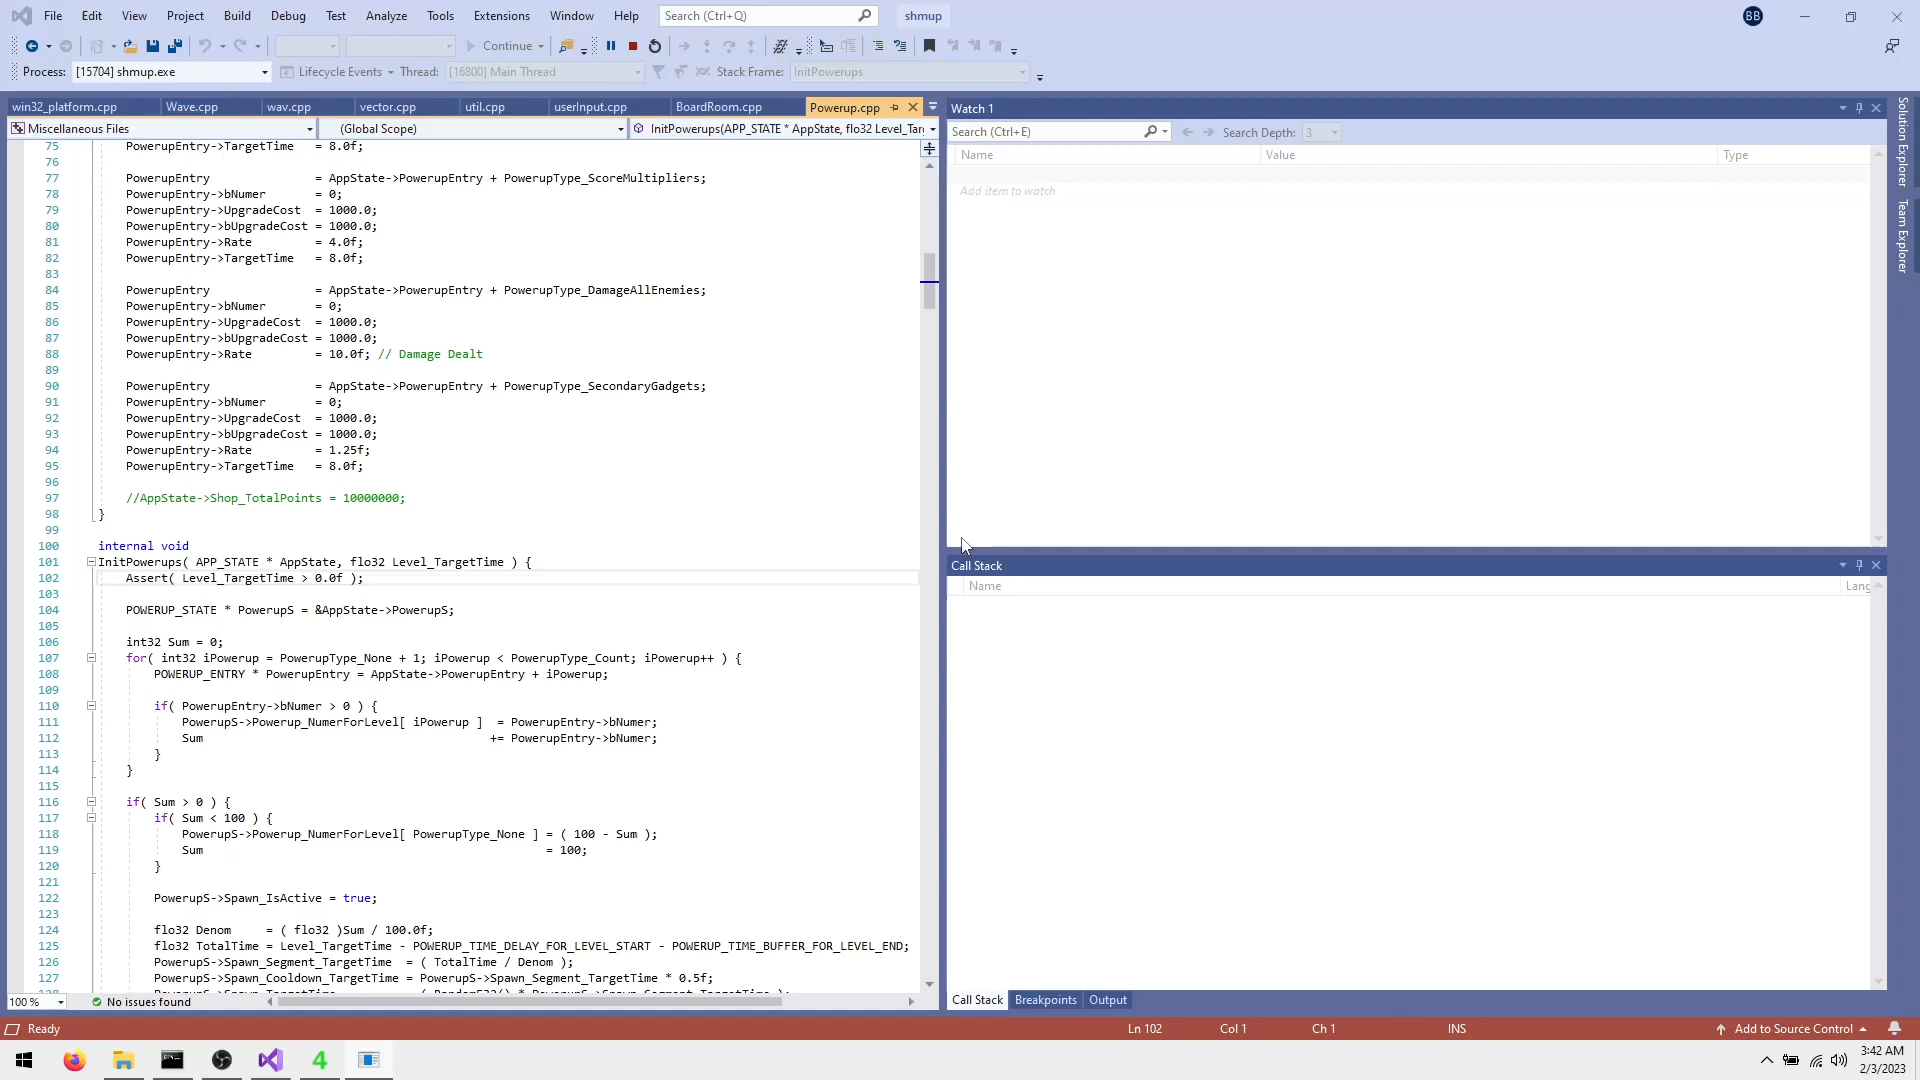 File Edit View Project Build Debug Test Analyze Tools Extensions Window Help Search (Ctrl+Q) shmup BB
Continue
Process: [15704] shmup.exe Lifecycle Events Thread: [16800] Main Thread Stack Frame: InitPowerups
win32_platform.cpp Wave.cpp wav.cpp vector.cpp util.cpp userInput.cpp BoardRoom.cpp Powerup.cpp
Miscellaneous Files (Global Scope) InitPowerups(APP_STATE * AppState, flo32 Level_Tar
75 PowerupEntry->TargetTime = 8.0f;
76
77 PowerupEntry = AppState->PowerupEntry + PowerupType_ScoreMultipliers;
78 PowerupEntry->bNumer = 0;
79 PowerupEntry->UpgradeCost = 1000.0;
80 PowerupEntry->bUpgradeCost = 1000.0;
81 PowerupEntry->Rate = 4.0f;
82 PowerupEntry->TargetTime = 8.0f;
83
84 PowerupEntry = AppState->PowerupEntry + PowerupType_DamageAllEnemies;
85 PowerupEntry->bNumer = 0;
86 PowerupEntry->UpgradeCost = 1000.0;
87 PowerupEntry->bUpgradeCost = 1000.0;
88 PowerupEntry->Rate = 10.0f; // Damage Dealt
89
90 PowerupEntry = AppState->PowerupEntry + PowerupType_SecondaryGadgets;
91 PowerupEntry->bNumer = 0;
92 PowerupEntry->UpgradeCost = 1000.0;
93 PowerupEntry->bUpgradeCost = 1000.0;
94 PowerupEntry->Rate = 1.25f;
95 PowerupEntry->TargetTime = 8.0f;
96
97 //AppState->Shop_TotalPoints = 10000000;
98 }
99
100 internal void
101 InitPowerups( APP_STATE * AppState, flo32 Level_TargetTime ) {
102 Assert( Level_TargetTime > 0.0f );
103
104 POWERUP_STATE * PowerupS = &AppState->PowerupS;
105
106 int32 Sum = 0;
107 for( int32 iPowerup = PowerupType_None + 1; iPowerup < PowerupType_Count; iPowerup++ ) {
108 POWERUP_ENTRY * PowerupEntry = AppState->PowerupEntry + iPowerup;
109
110 if( PowerupEntry->bNumer > 0 ) {
111 PowerupS->Powerup_NumerForLevel[ iPowerup ] = PowerupEntry->bNumer;
112 Sum += PowerupEntry->bNumer;
113 }
114 }
115
116 if( Sum > 0 ) {
117 if( Sum < 100 ) {
118 PowerupS->Powerup_NumerForLevel[ PowerupType_None ] = ( 100 - Sum );
119 Sum = 100;
120 }
121
122 PowerupS->Spawn_IsActive = true;
123
124 flo32 Denom = ( flo32 )Sum / 100.0f;
125 flo32 TotalTime = Level_TargetTime - POWERUP_TIME_DELAY_FOR_LEVEL_START - POWERUP_TIME_BUFFER_FOR_LEVEL_END;
126 PowerupS->Spawn_Segment_TargetTime = ( TotalTime / Denom );
127 PowerupS->Spawn_Cooldown_TargetTime = PowerupS->Spawn_Segment_TargetTime * 0.5f;
100 % No issues found
Watch 1
Search (Ctrl+E) Search Depth: 3
Name Value Type
Add item to watch
Call Stack
Name Lang
Call Stack Breakpoints Output
Solution Explorer
Team Explorer
Ready Ln 102 Col 1 Ch 1 INS Add to Source Control
4
3:42 AM
2/3/2023